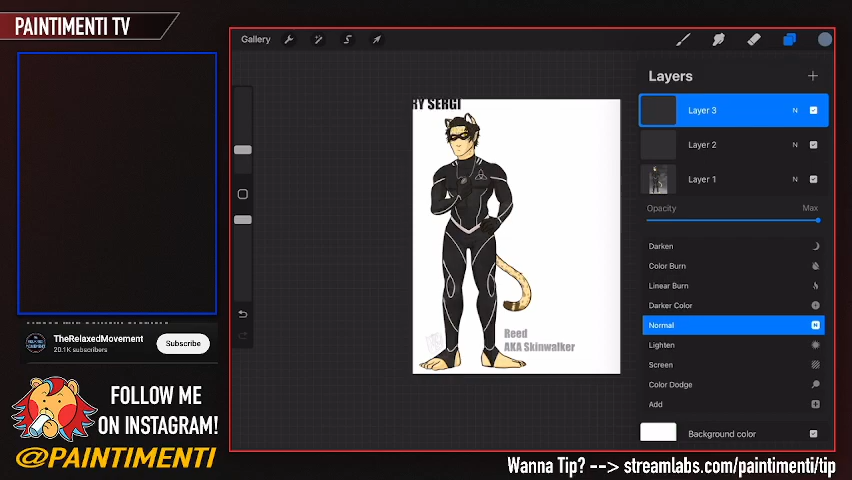 PAINTIMENTI TV
Gallery
Layers
RY SERGI
Layer 3
N
Layer 2
N
Layer 1
N
Opacity
Max
Darken
Color Burn
Linear Burn
Darker Color
Normal
N
Lighten
Screen
Color Dodge
Add
Background color
Reed
AKA Skinwalker
TheRelaxedMovement
20.1K subscribers
Subscribe
FOLLOW ME
ON INSTAGRAM!
@PAINTIMENTI
Wanna Tip? --> streamlabs.com/paintimenti/tip